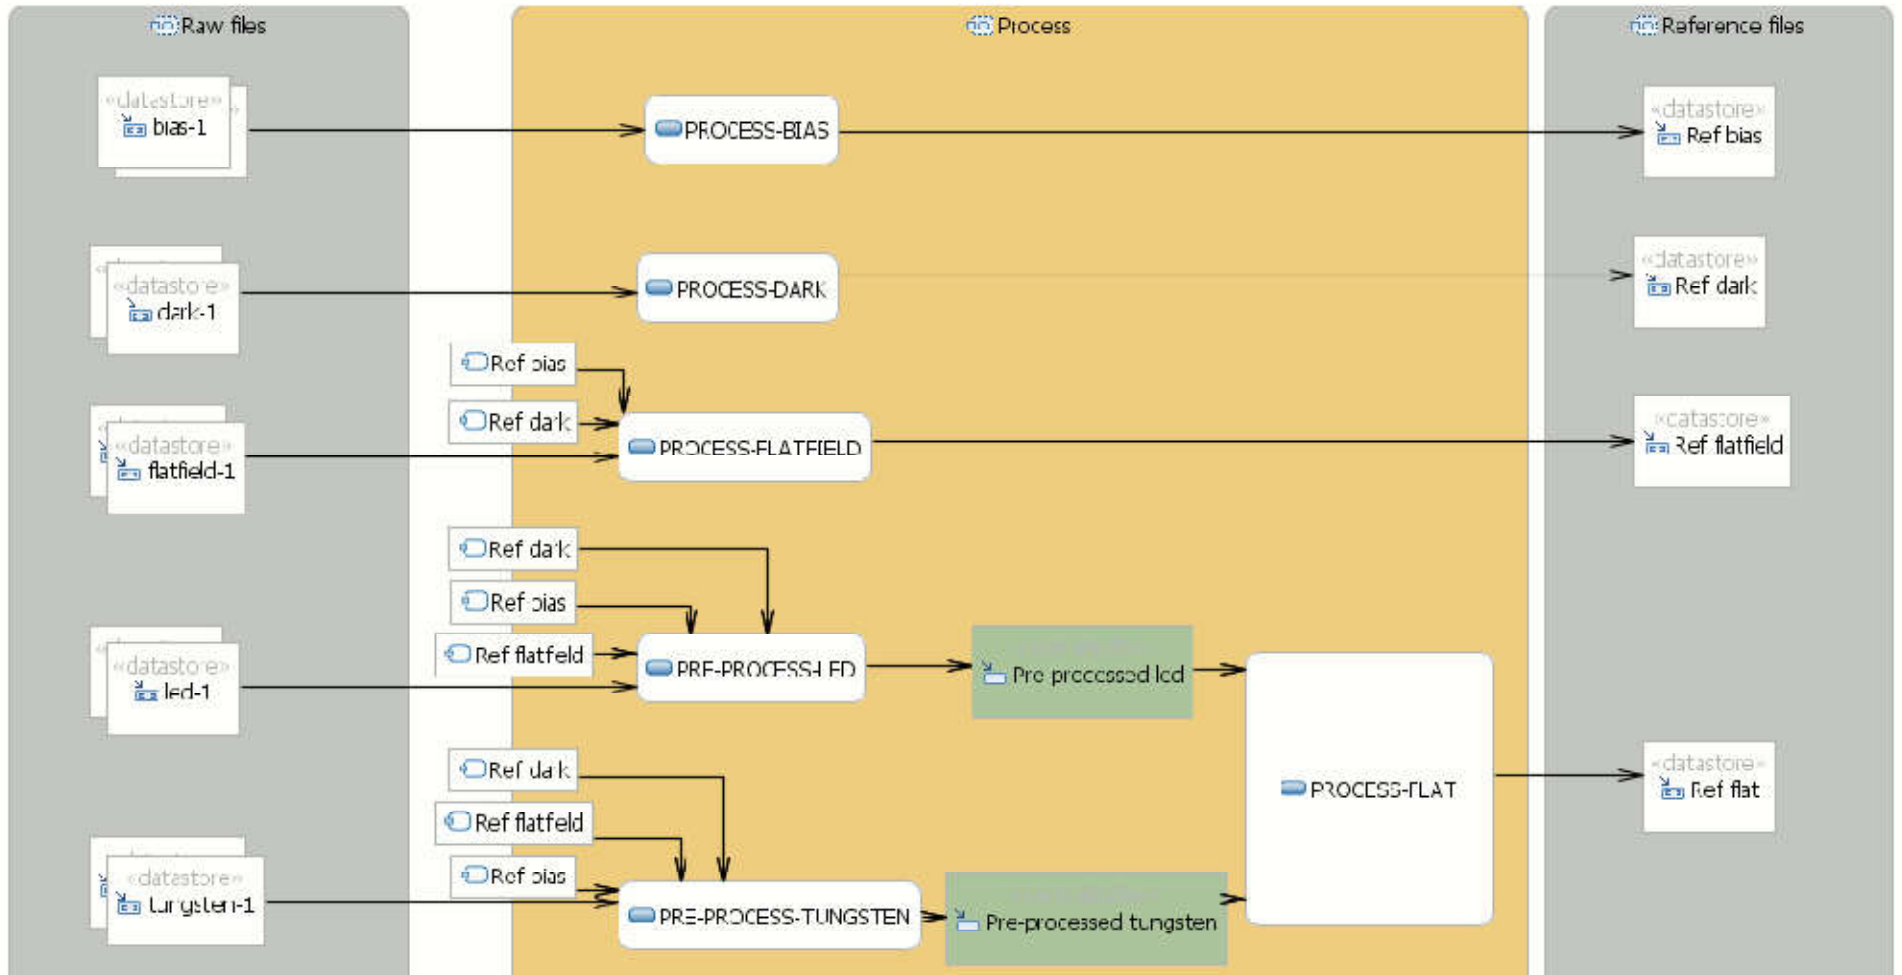 Raw files
Process
Reference files
«datastore»
bias-1
PROCESS-BIAS
«datastore»
Ref bias
«datastore»
dark-1
PROCESS-DARK
«datastore»
Ref dark
Ref bias
Ref dark
«datastore»
flatfield-1
PROCESS-FLATFIELD
«datastore»
Ref flatfield
Ref dark
Ref bias
Ref flatfeld
«datastore»
led-1
PRE-PROCESS-LED
Pre-processed led
Ref dark
Ref flatfeld
Ref bias
«datastore»
tungsten-1
PRE-PROCESS-TUNGSTEN
Pre-processed tungsten
PROCESS-FLAT
«datastore»
Ref flat